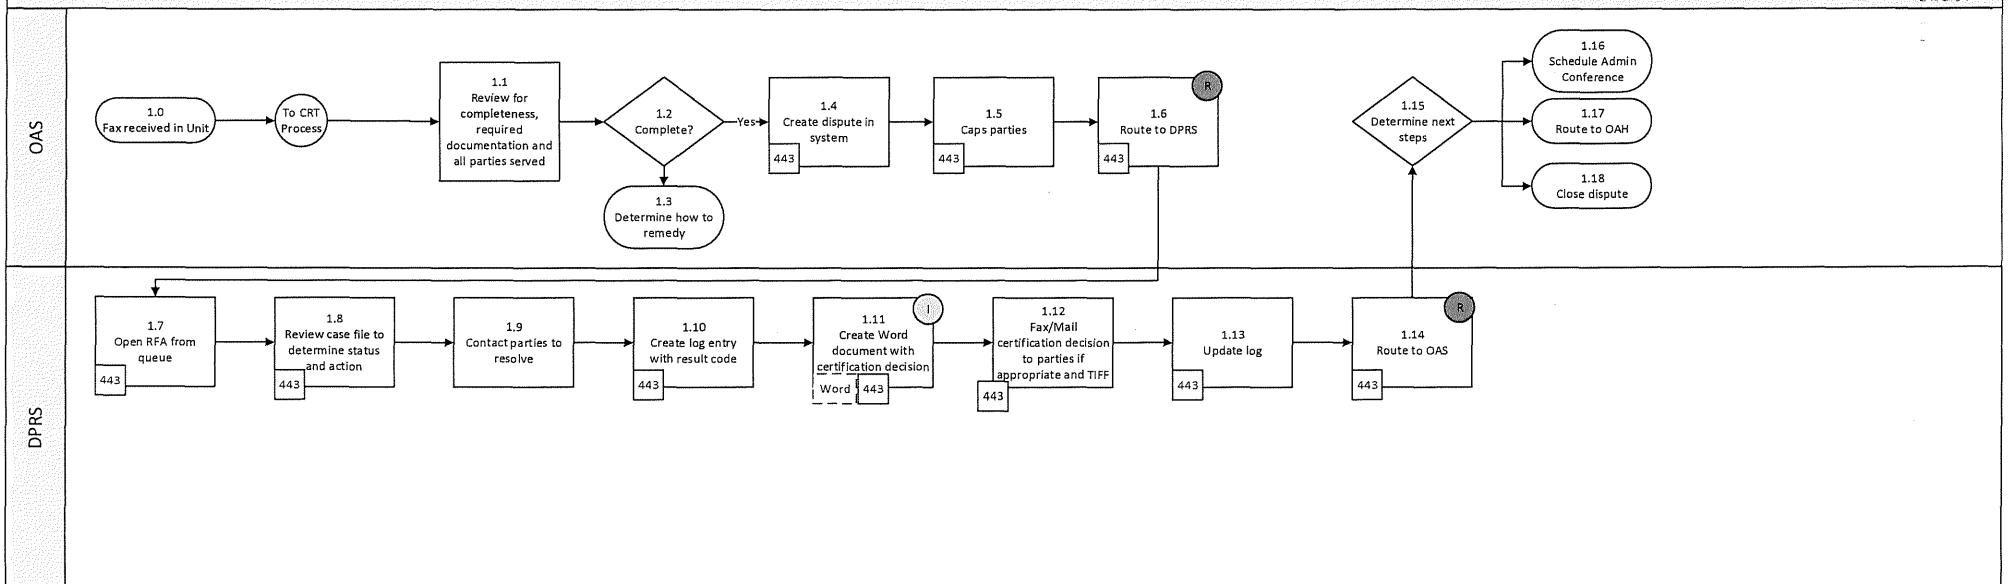 OAS
1.0
Fax received in Unit
To CRT
Process
1.1
Review for
completeness,
required
documentation and
all parties served
1.2
Complete?
Yes
1.3
Determine how to
remedy
1.4
Create dispute in
system
443
1.5
Caps parties
443
R
1.6
Route to DPRS
443
1.15
Determine next
steps
1.16
Schedule Admin
Conference
1.17
Route to OAH
1.18
Close dispute
DPRS
1.7
Open RFA from
queue
443
1.8
Review case file to
determine status
and action
443
1.9
Contact parties to
resolve
1.10
Create log entry
with result code
443
I
1.11
Create Word
document with
certification decision
Word
443
1.12
Fax/Mail
certification decision
to parties if
appropriate and TIFF
443
1.13
Update log
443
R
1.14
Route to OAS
443